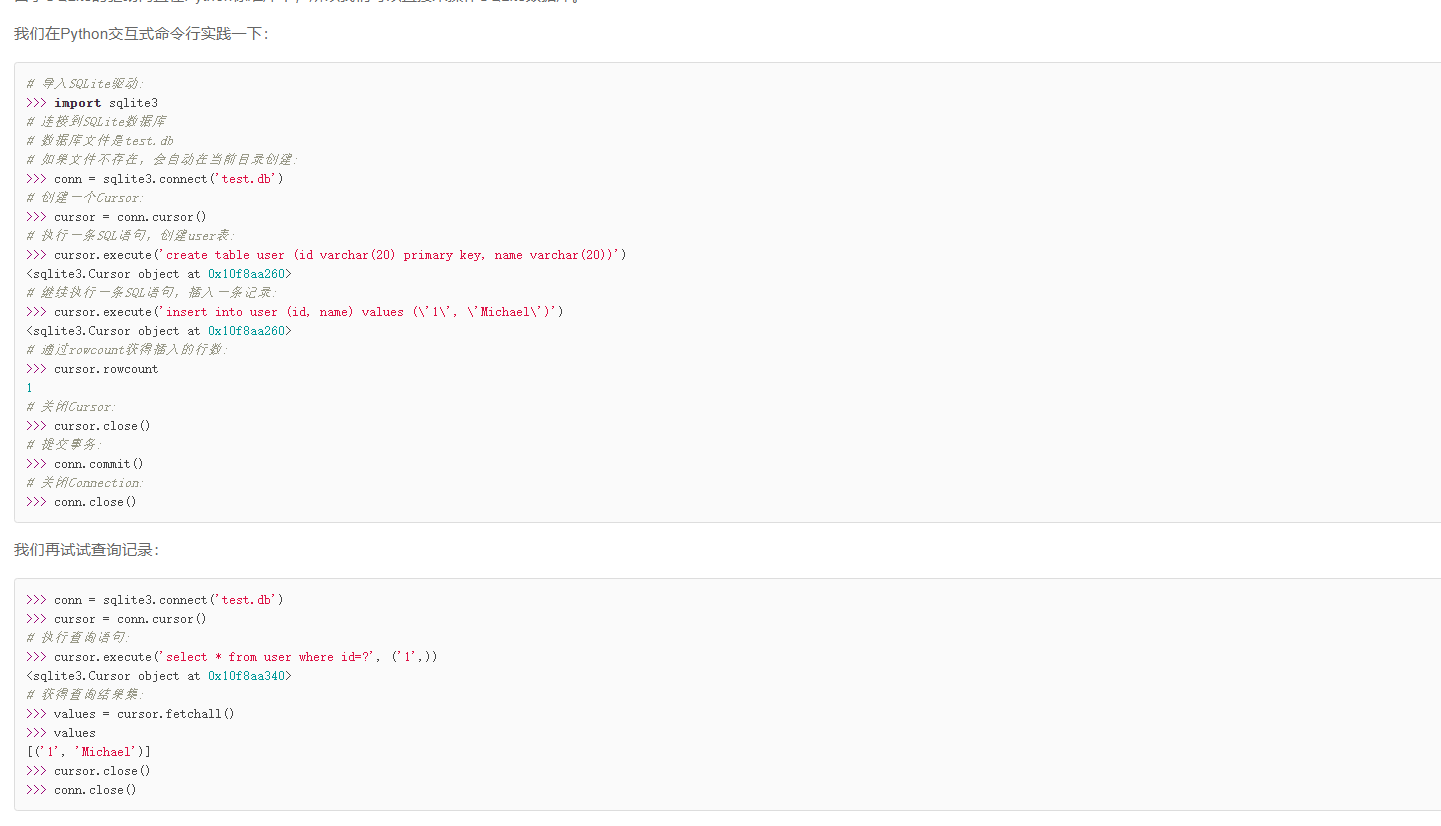 我们在Python交互式命令行实践一下：
# 导入SQLite驱动:
>>> import sqlite3
# 连接到SQLite数据库
# 数据库文件是test.db
# 如果文件不存在，会自动在当前目录创建:
>>> conn = sqlite3.connect('test.db')
# 创建一个Cursor:
>>> cursor = conn.cursor()
# 执行一条SQL语句，创建user表:
>>> cursor.execute('create table user (id varchar(20) primary key, name varchar(20))')
<sqlite3.Cursor object at 0x10f8aa260>
# 继续执行一条SQL语句，插入一条记录:
>>> cursor.execute('insert into user (id, name) values (\'1\', \'Michael\')')
<sqlite3.Cursor object at 0x10f8aa260>
# 通过rowcount获得插入的行数:
>>> cursor.rowcount
1
# 关闭Cursor:
>>> cursor.close()
# 提交事务:
>>> conn.commit()
# 关闭Connection:
>>> conn.close()
我们再试试查询记录：
>>> conn = sqlite3.connect('test.db')
>>> cursor = conn.cursor()
# 执行查询语句:
>>> cursor.execute('select * from user where id=?', ('1',))
<sqlite3.Cursor object at 0x10f8aa340>
# 获得查询结果集:
>>> values = cursor.fetchall()
>>> values
[('1', 'Michael')]
>>> cursor.close()
>>> conn.close()